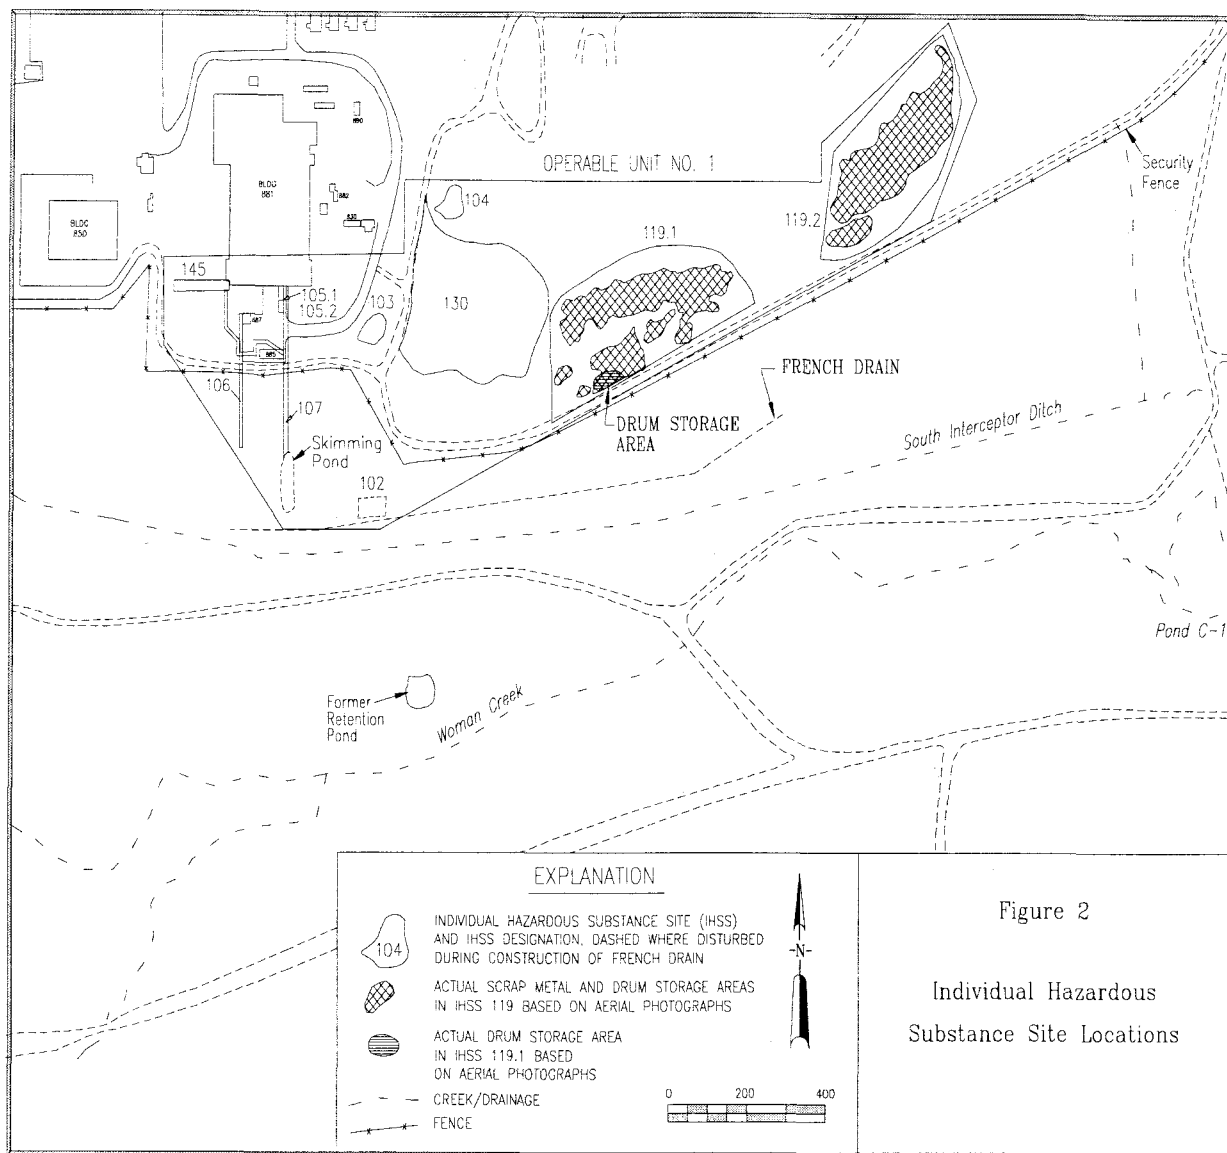 890
OPERABLE UNIT NO. 1
Security
Fence
BLDG
881
882
104
BLDG
850
830
119.2
119.1
145
105.1
105.2
103
130
887
885
FRENCH DRAIN
106
107
DRUM STORAGE
AREA
South Interceptor Ditch
Skimming
Pond
102
Pond C-1
Former
Retention
Pond
Woman Creek
EXPLANATION
104
INDIVIDUAL HAZARDOUS SUBSTANCE SITE (IHSS)
AND IHSS DESIGNATION, DASHED WHERE DISTURBED
DURING CONSTRUCTION OF FRENCH DRAIN
ACTUAL SCRAP METAL AND DRUM STORAGE AREAS
IN IHSS 119 BASED ON AERIAL PHOTOGRAPHS
ACTUAL DRUM STORAGE AREA
IN IHSS 119.1 BASED
ON AERIAL PHOTOGRAPHS
CREEK/DRAINAGE
FENCE
-N-
0 200 400
Figure 2
Individual Hazardous
Substance Site Locations